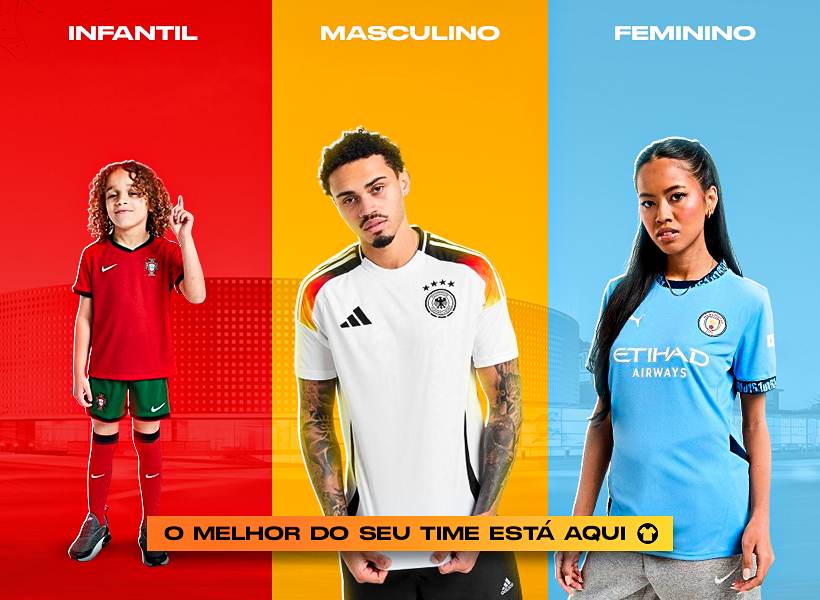 INFANTIL
MASCULINO
FEMININO
ETIHAD
AIRWAYS
O MELHOR DO SEU TIME ESTÁ AQUI